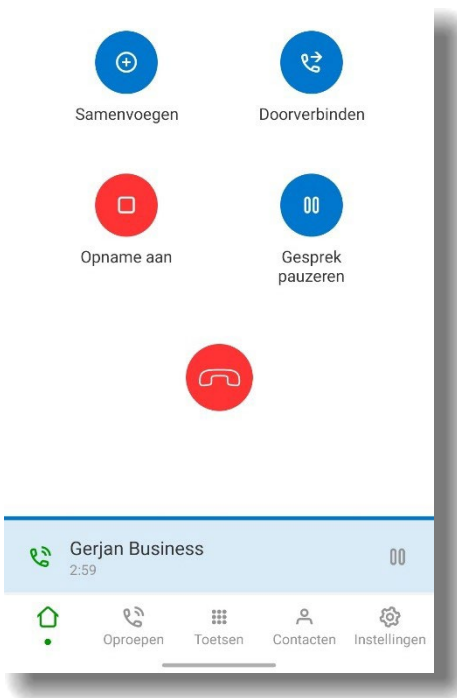 Samenvoegen
Doorverbinden
Opname aan
Gesprek
pauzeren
Gerjan Business
2:59
Oproepen
Toetsen
Contacten
Instellingen